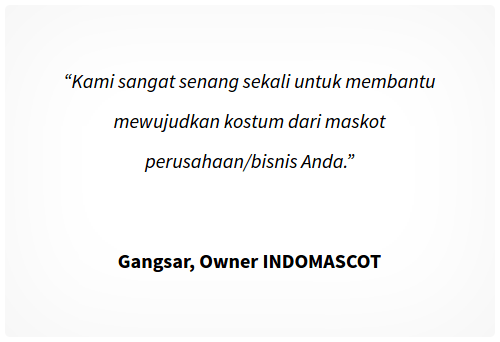 “Kami sangat senang sekali untuk membantu
mewujudkan kostum dari maskot
perusahaan/bisnis Anda.”
Gangsar, Owner INDOMASCOT